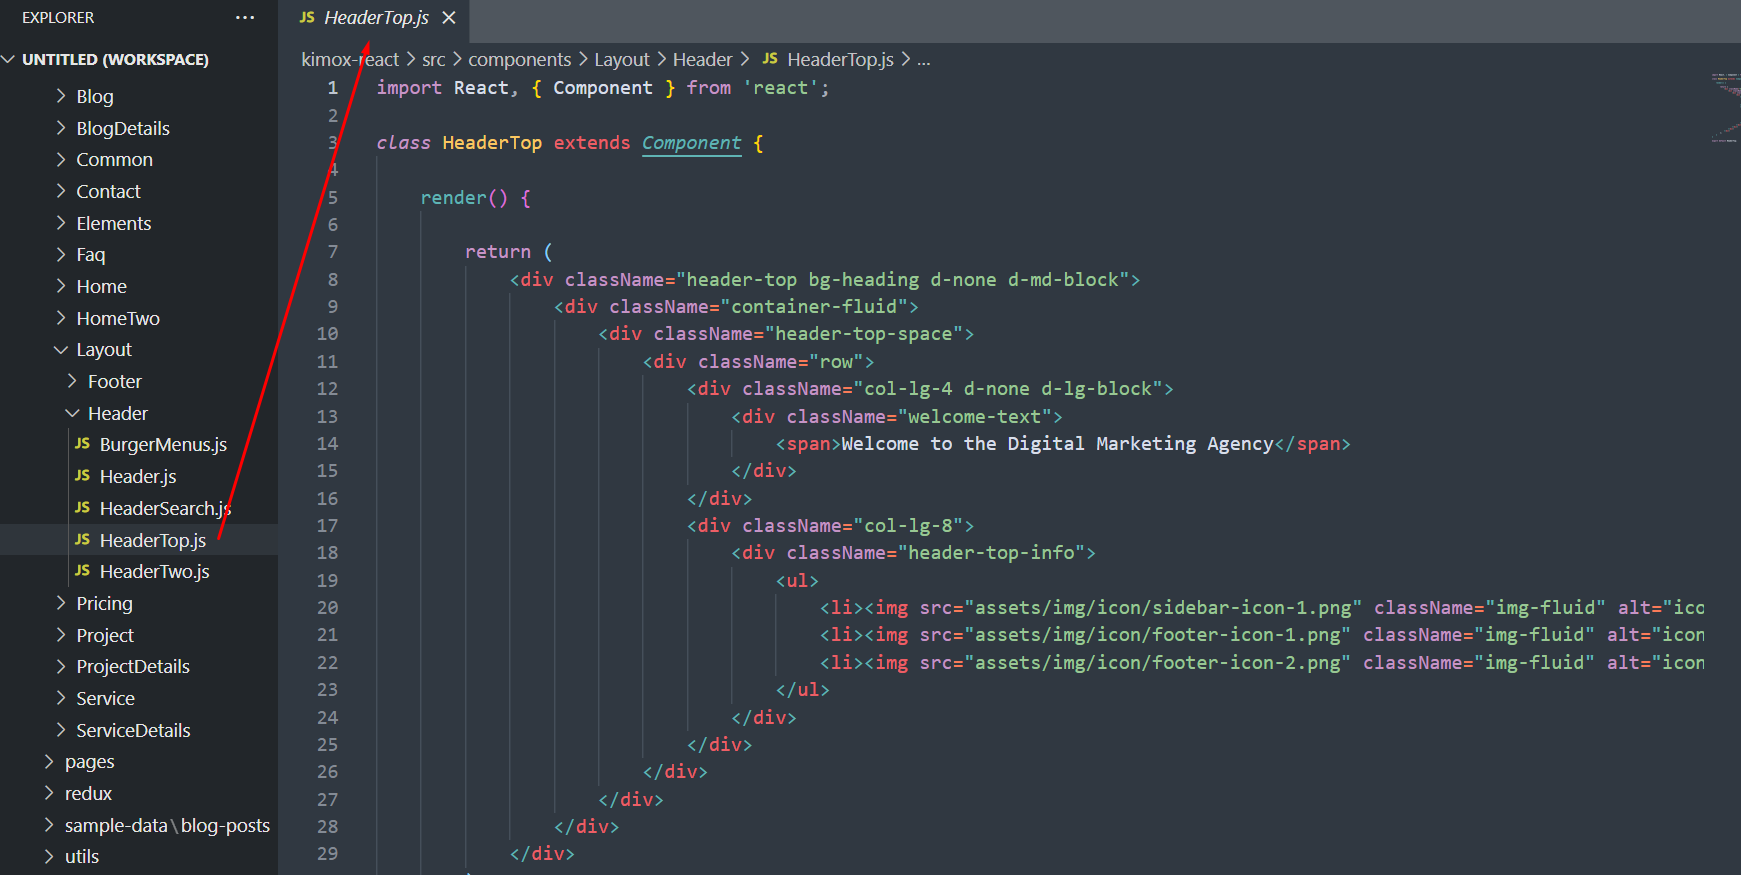 EXPLORER ...
UNTITLED (WORKSPACE)
Blog
BlogDetails
Common
Contact
Elements
Faq
Home
HomeTwo
Layout
Footer
Header
JS BurgerMenus.js
JS Header.js
JS HeaderSearch.js
JS HeaderTop.js
JS HeaderTwo.js
Pricing
Project
ProjectDetails
Service
ServiceDetails
pages
redux
sample-data\blog-posts
utils
JS HeaderTop.js ×
kimox-react > src > components > Layout > Header > JS HeaderTop.js > ...
1 import React, { Component } from 'react';
2
3 class HeaderTop extends Component {
4
5 render() {
6
7 return (
8 <div className="header-top bg-heading d-none d-md-block">
9 <div className="container-fluid">
10 <div className="header-top-space">
11 <div className="row">
12 <div className="col-lg-4 d-none d-lg-block">
13 <div className="welcome-text">
14 <span>Welcome to the Digital Marketing Agency</span>
15 </div>
16 </div>
17 <div className="col-lg-8">
18 <div className="header-top-info">
19 <ul>
20 <li><img src="assets/img/icon/sidebar-icon-1.png" className="img-fluid" alt="ico
21 <li><img src="assets/img/icon/footer-icon-1.png" className="img-fluid" alt="icon
22 <li><img src="assets/img/icon/footer-icon-2.png" className="img-fluid" alt="icon
23 </ul>
24 </div>
25 </div>
26 </div>
27 </div>
28 </div>
29 </div>